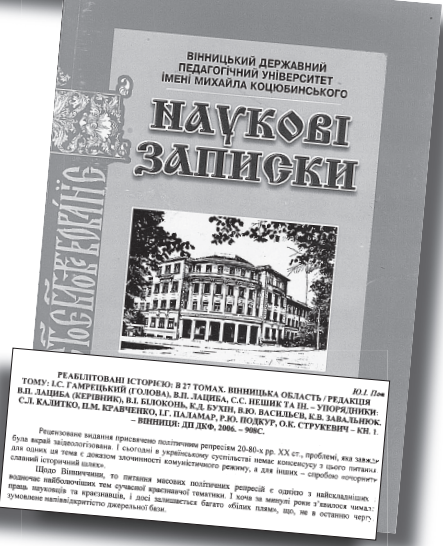 ВІННИЦЬКИЙ ДЕРЖАВНИЙ
ПЕДАГОГІЧНИЙ УНІВЕРСИТЕТ
ІМЕНІ МИХАЙЛА КОЦЮБИНСЬКОГО
НАУКОВІ
ЗАПИСКИ
Ю.І.
РЕАБІЛІТОВАНІ ІСТОРІЄЮ: В 27 ТОМАХ. ВІННИЦЬКА ОБЛАСТЬ / РЕДАКЦІЯ
ТОМУ: І.С. ГАМРЕЦЬКИЙ (ГОЛОВА), В.П. ЛАЦИБА, С.С. НЕШИК ТА ІН. – УПОРЯДНИКИ:
В.П. ЛАЦИБА (КЕРІВНИК), В.І. БІЛОКОНЬ, К.Д. БУХІН, В.Ю. ВАСИЛЬЄВ, К.В. ЗАВАЛЬНЮК,
С.Л. КАЛИТКО, П.М. КРАВЧЕНКО, І.Г. ПАЛАМАР, Р.Ю. ПОДКУР, О.К. СТРУКЕВИЧ – КН. 1.
– ВІННИЦЯ: ДП ДКФ, 2006. – 908С.
Рецензоване видання присвячено політичним репресіям 20-80-х рр. ХХ ст., проблемі, яка завжди
була вкрай заідеологізована. І сьогодні в українському суспільстві немає консенсусу з цього питання
для одних ця тема є доказом злочинності комуністичного режиму, а для інших – спробою «очорнити
славний історичний шлях».
Щодо Вінниччини, то питання масових політичних репресій є однією з найскладніших
водночас найболючіших тем сучасної краєзнавчої тематики. І хоча за минулі роки з'явилося чимало
праць науковців та краєзнавців, і досі залишається багато «білих плям», що, не в останню чергу
зумовлене напіввідкритістю джерельної бази.